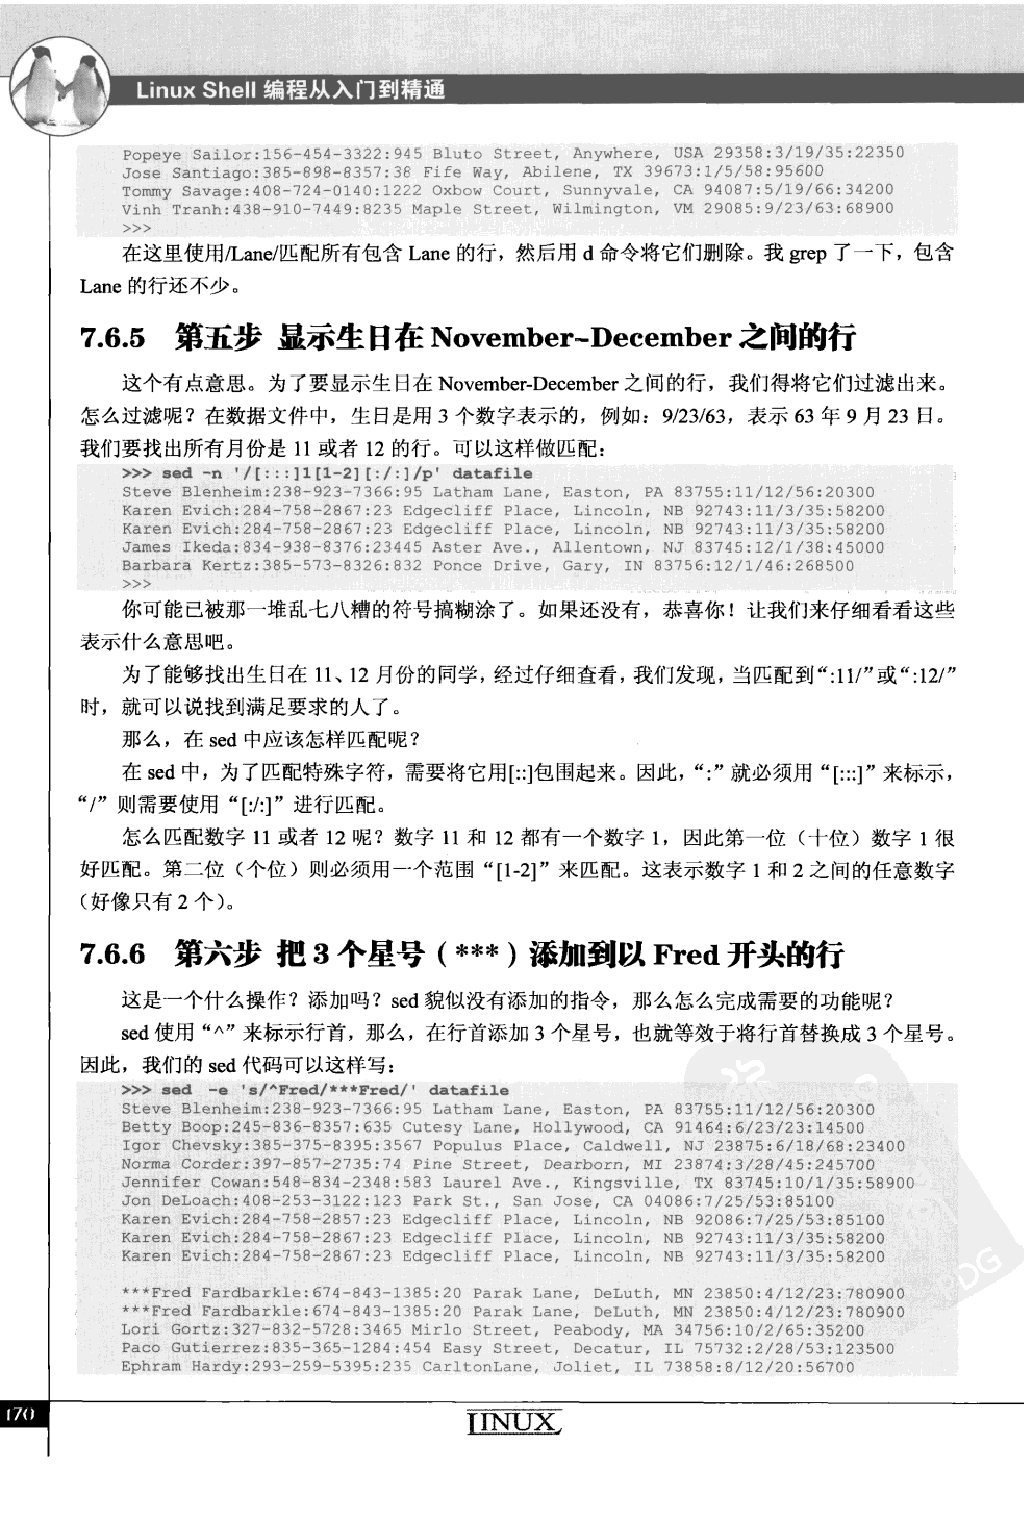 Linux Shell 编程从入门到精通
Popeye Sailor:156-454-3322:945 Bluto Street, Anywhere, USA 29358:3/19/35:22350
Jose Santiago:385-898-8357:38 Fife Way, Abilene, TX 39673:1/5/58:95600
Tommy Savage:408-724-0140:1222 Oxbow Court, Sunnyvale, CA 94087:5/19/66:34200
Vinh Tranh:438-910-7449:8235 Maple Street, Wilmington, VM 29085:9/23/63:68900
>>>
在这里使用/Lane/匹配所有包含 Lane 的行，然后用 d 命令将它们删除。我 grep 了一下，包含
Lane 的行还不少。
7.6.5 第五步 显示生日在 November-December 之间的行
这个有点意思。为了要显示生日在 November-December 之间的行，我们得将它们过滤出来。
怎么过滤呢？在数据文件中，生日是用 3 个数字表示的，例如：9/23/63，表示 63 年 9 月 23 日。
我们要找出所有月份是 11 或者 12 的行。可以这样做匹配：
>>> sed -n '/[:::]1[1-2][:/:]/p' datafile
Steve Blenheim:238-923-7366:95 Latham Lane, Easton, PA 83755:11/12/56:20300
Karen Evich:284-758-2867:23 Edgecliff Place, Lincoln, NB 92743:11/3/35:58200
Karen Evich:284-758-2867:23 Edgecliff Place, Lincoln, NB 92743:11/3/35:58200
James Ikeda:834-938-8376:23445 Aster Ave., Allentown, NJ 83745:12/1/38:45000
Barbara Kertz:385-573-8326:832 Ponce Drive, Gary, IN 83756:12/1/46:268500
>>>
你可能已被那一堆乱七八糟的符号搞糊涂了。如果还没有，恭喜你！让我们来仔细看看这些
表示什么意思吧。
为了能够找出生日在 11、12 月份的同学，经过仔细查看，我们发现，当匹配到“:11/”或“:12/”
时，就可以说找到满足要求的人了。
那么，在 sed 中应该怎样匹配呢？
在 sed 中，为了匹配特殊字符，需要将它用[::]包围起来。因此，“:”就必须用“[:::]”来标示，
“/”则需要使用“[:/:]”进行匹配。
怎么匹配数字 11 或者 12 呢？数字 11 和 12 都有一个数字 1，因此第一位（十位）数字 1 很
好匹配。第二位（个位）则必须用一个范围“[1-2]”来匹配。这表示数字 1 和 2 之间的任意数字
（好像只有 2 个）。
7.6.6 第六步 把 3 个星号（***）添加到以 Fred 开头的行
这是一个什么操作？添加吗？sed 貌似没有添加的指令，那么怎么完成需要的功能呢？
sed 使用“^”来标示行首，那么，在行首添加 3 个星号，也就等效于将行首替换成 3 个星号。
因此，我们的 sed 代码可以这样写：
>>> sed -e 's/^Fred/***Fred/' datafile
Steve Blenheim:238-923-7366:95 Latham Lane, Easton, PA 83755:11/12/56:20300
Betty Boop:245-836-8357:635 Cutesy Lane, Hollywood, CA 91464:6/23/23:14500
Igor Chevsky:385-375-8395:3567 Populus Place, Caldwell, NJ 23875:6/18/68:23400
Norma Corder:397-857-2735:74 Pine Street, Dearborn, MI 23874:3/28/45:245700
Jennifer Cowan:548-834-2348:583 Laurel Ave., Kingsville, TX 83745:10/1/35:58900
Jon DeLoach:408-253-3122:123 Park St., San Jose, CA 04086:7/25/53:85100
Karen Evich:284-758-2857:23 Edgecliff Place, Lincoln, NB 92086:7/25/53:85100
Karen Evich:284-758-2867:23 Edgecliff Place, Lincoln, NB 92743:11/3/35:58200
Karen Evich:284-758-2867:23 Edgecliff Place, Lincoln, NB 92743:11/3/35:58200
***Fred Fardbarkle:674-843-1385:20 Parak Lane, DeLuth, MN 23850:4/12/23:780900
***Fred Fardbarkle:674-843-1385:20 Parak Lane, DeLuth, MN 23850:4/12/23:780900
Lori Gortz:327-832-5728:3465 Mirlo Street, Peabody, MA 34756:10/2/65:35200
Paco Gutierrez:835-365-1284:454 Easy Street, Decatur, IL 75732:2/28/53:123500
Ephram Hardy:293-259-5395:235 CarltonLane, Joliet, IL 73858:8/12/20:56700
170
LINUX